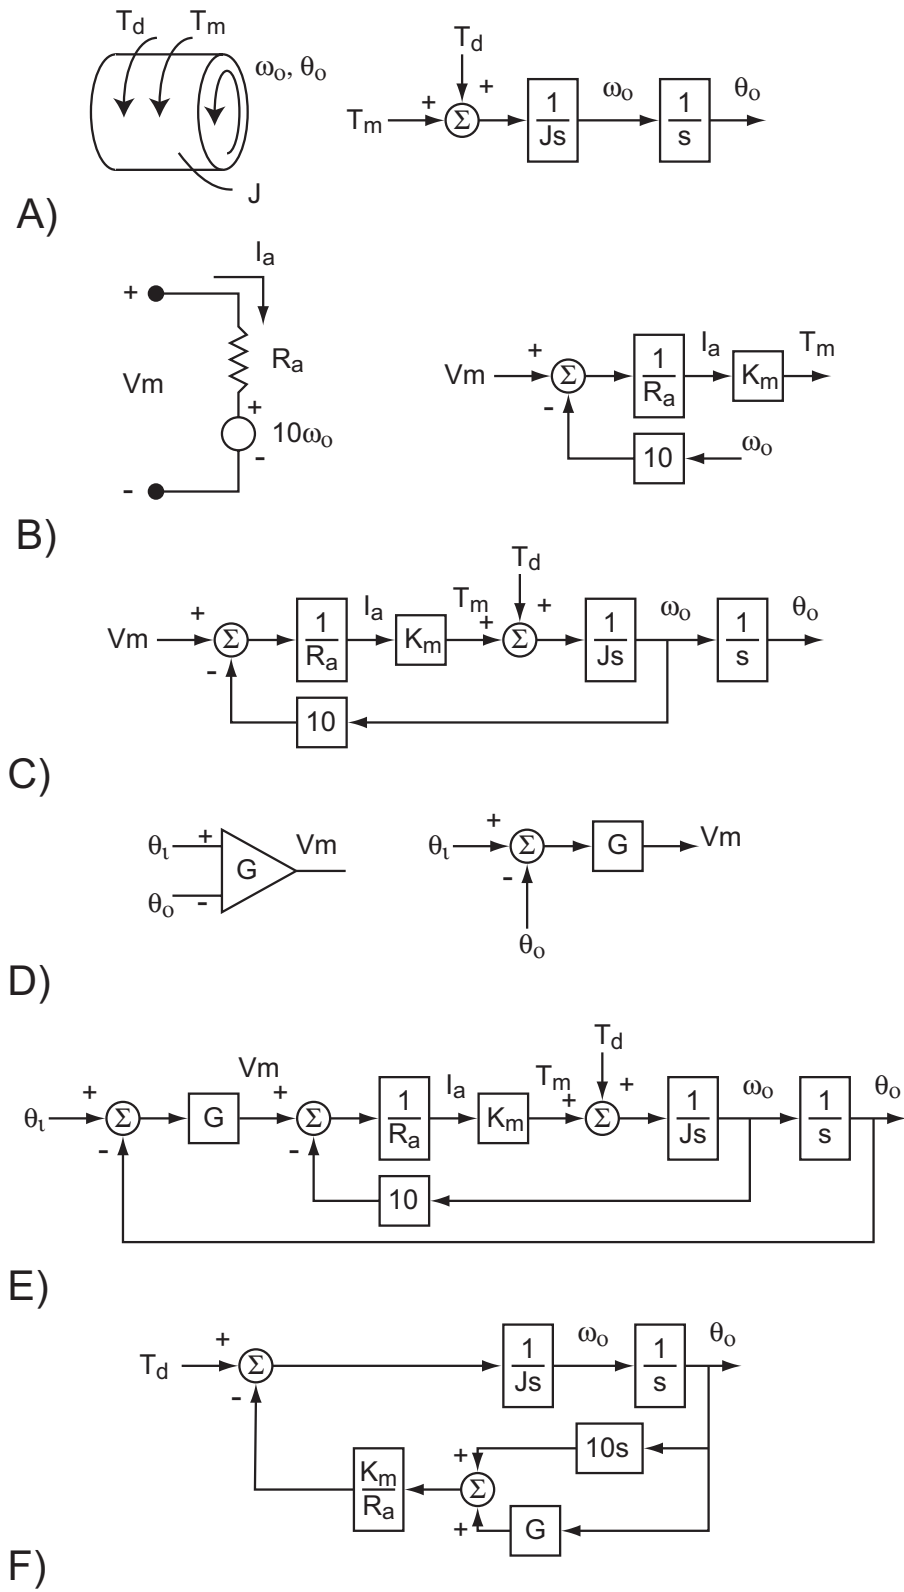 T_d T_m
ω_o, θ_o
J
T_d
T_m + + Σ 1/Js ω_o 1/s θ_o
A)
I_a
+
R_a
Vm
+
10ω_o
-
-
Vm + - Σ 1/R_a I_a K_m T_m
10 ω_o
B)
T_d
Vm + - Σ 1/R_a I_a K_m T_m + + Σ 1/Js ω_o 1/s θ_o
10
C)
θ_ι + G Vm
θ_o -
θ_ι + - Σ G Vm
θ_o
D)
T_d
θ_ι + - Σ G Vm + - Σ 1/R_a I_a K_m T_m + + Σ 1/Js ω_o 1/s θ_o
10
E)
T_d + - Σ 1/Js ω_o 1/s θ_o
10s
K_m/R_a + + Σ
G
F)